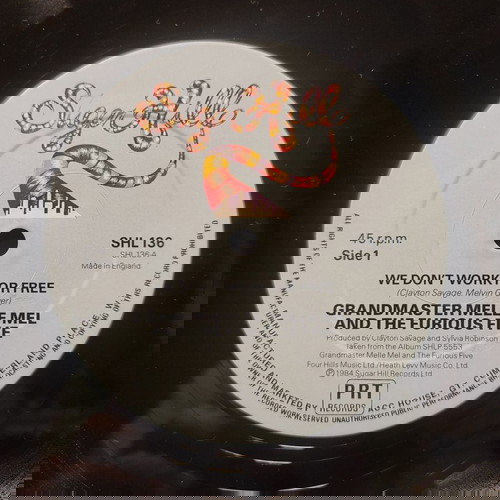 Sugar Hill
SHL 136
SHL-136-A
Made in England
45 r.p.m.
Side 1
WE DON'T WORK FOR FREE
(Clayton Savage, Melvin
GRANDMASTER MELLE MEL
AND THE FURIOUS FIVE
Produced by Clayton Savage and Sylvia Robinson
Taken from the Album SHLP 5553
Grandmaster Melle Mel and The Furious Five
Four Hills Music Ltd./Heath Levy Music Co. Ltd.
℗ 1984 Sugar Hill Records
PRT
RECORDS